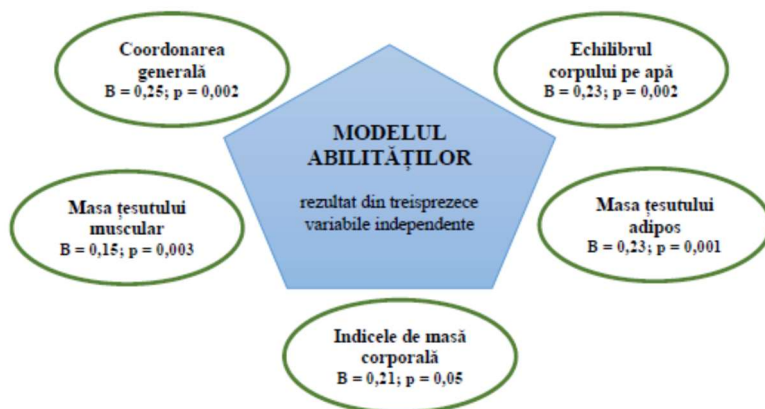 Coordonarea
generală
B = 0,25; p = 0,002
Echilibrul
corpului pe apă
B = 0,23; p = 0,002
MODELUL
ABILITĂȚILOR
rezultat din treisprezece
variabile independente
Masa țesutului
muscular
B = 0,15; p = 0,003
Masa țesutului
adipos
B = 0,23; p = 0,001
Indicele de masă
corporală
B = 0,21; p = 0,05